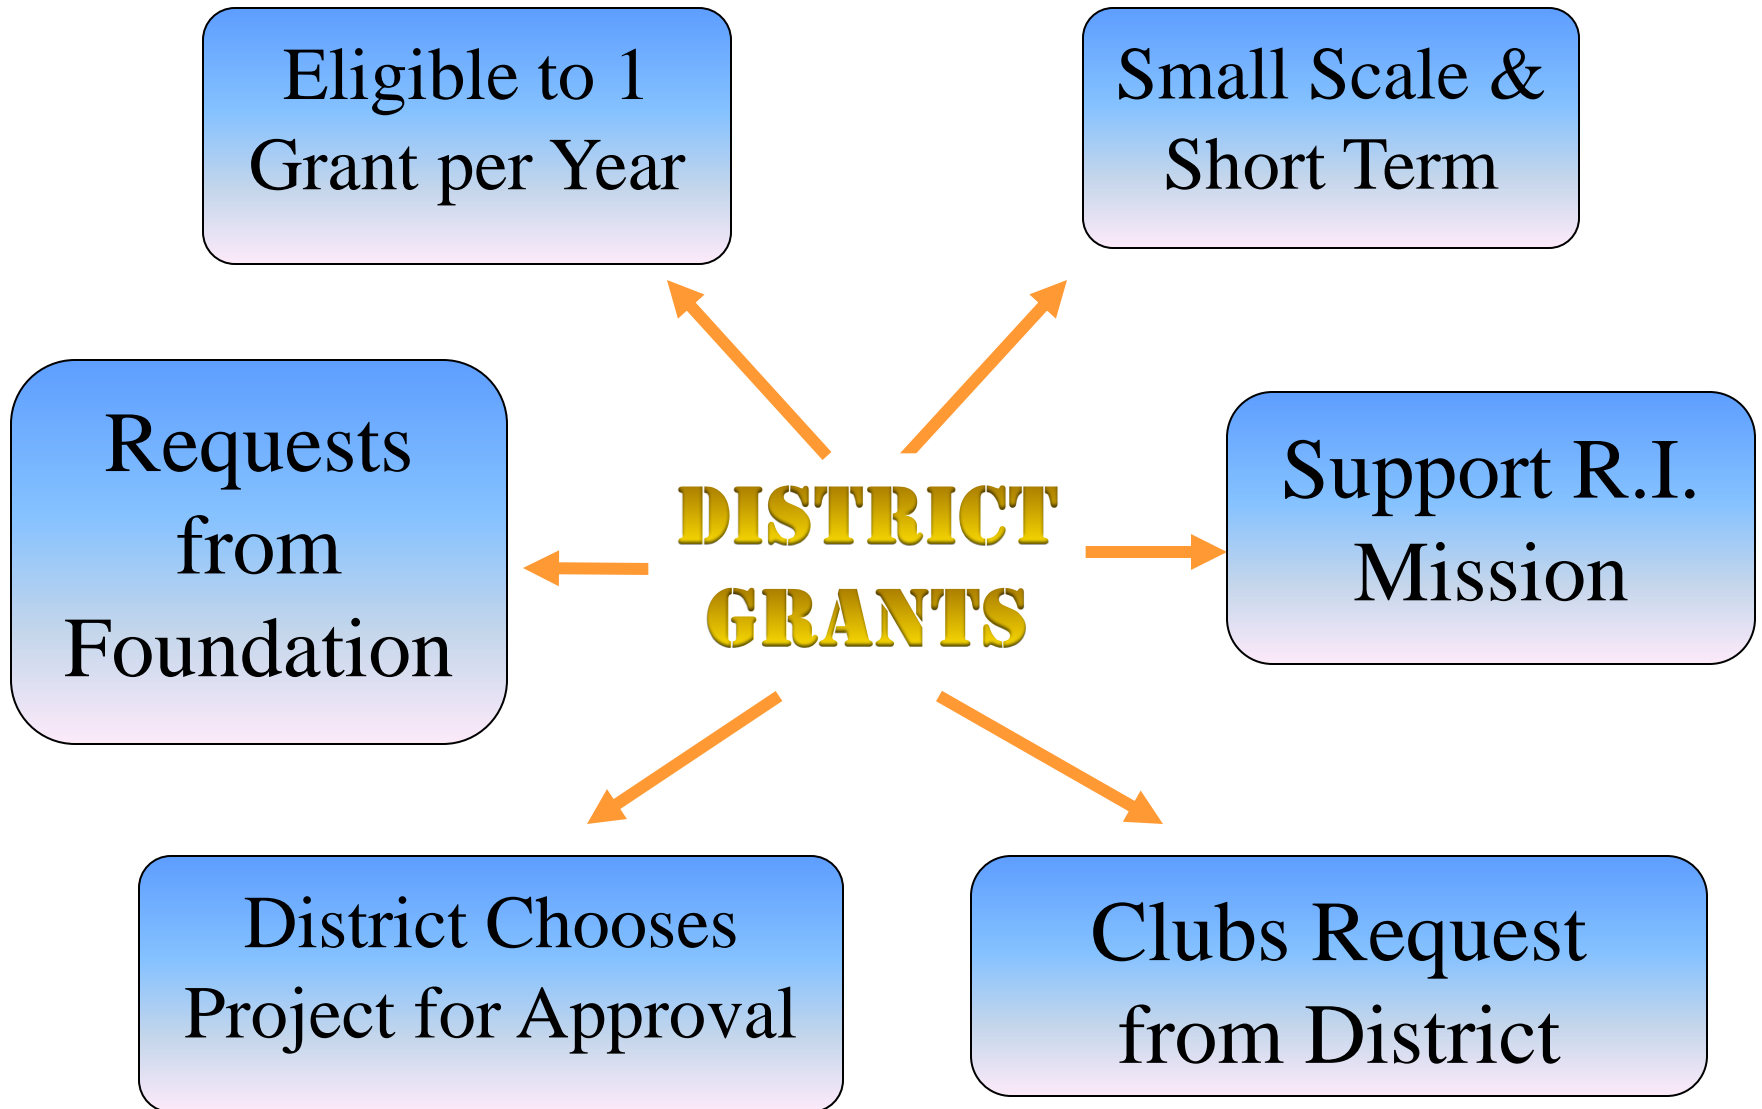 Eligible to 1
Grant per Year
Small Scale &
Short Term
Requests
from
Foundation
DISTRICT
GRANTS
Support R.I.
Mission
District Chooses
Project for Approval
Clubs Request
from District